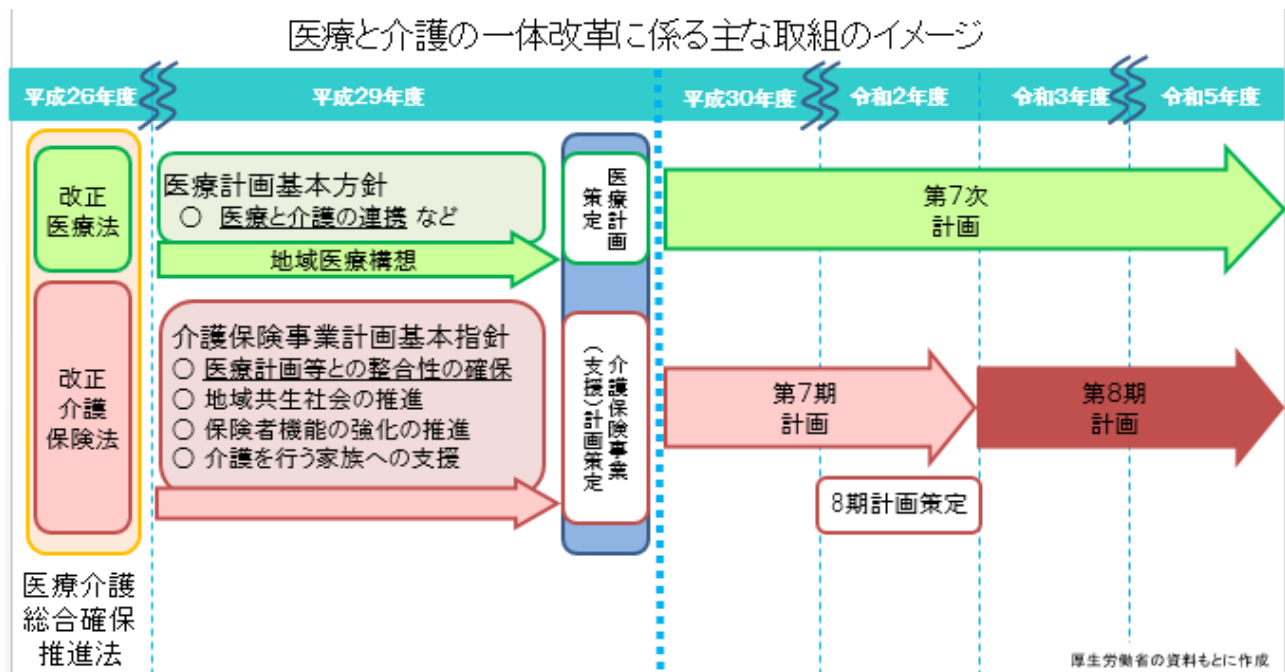 医療と介護の一体改革に係る主な取組のイメージ
平成26年度
平成29年度
平成30年度
令和2年度
令和3年度
令和5年度
改正
医療法
医療計画基本方針
○ 医療と介護の連携 など
地域医療構想
医療計画
策定
第7次
計画
改正
介護
保険法
介護保険事業計画基本指針
○ 医療計画等との整合性の確保
○ 地域共生社会の推進
○ 保険者機能の強化の推進
○ 介護を行う家族への支援
介護保険事業
(支援)計画策定
第7期
計画
第8期
計画
8期計画策定
医療介護
総合確保
推進法
厚生労働省の資料もとに作成